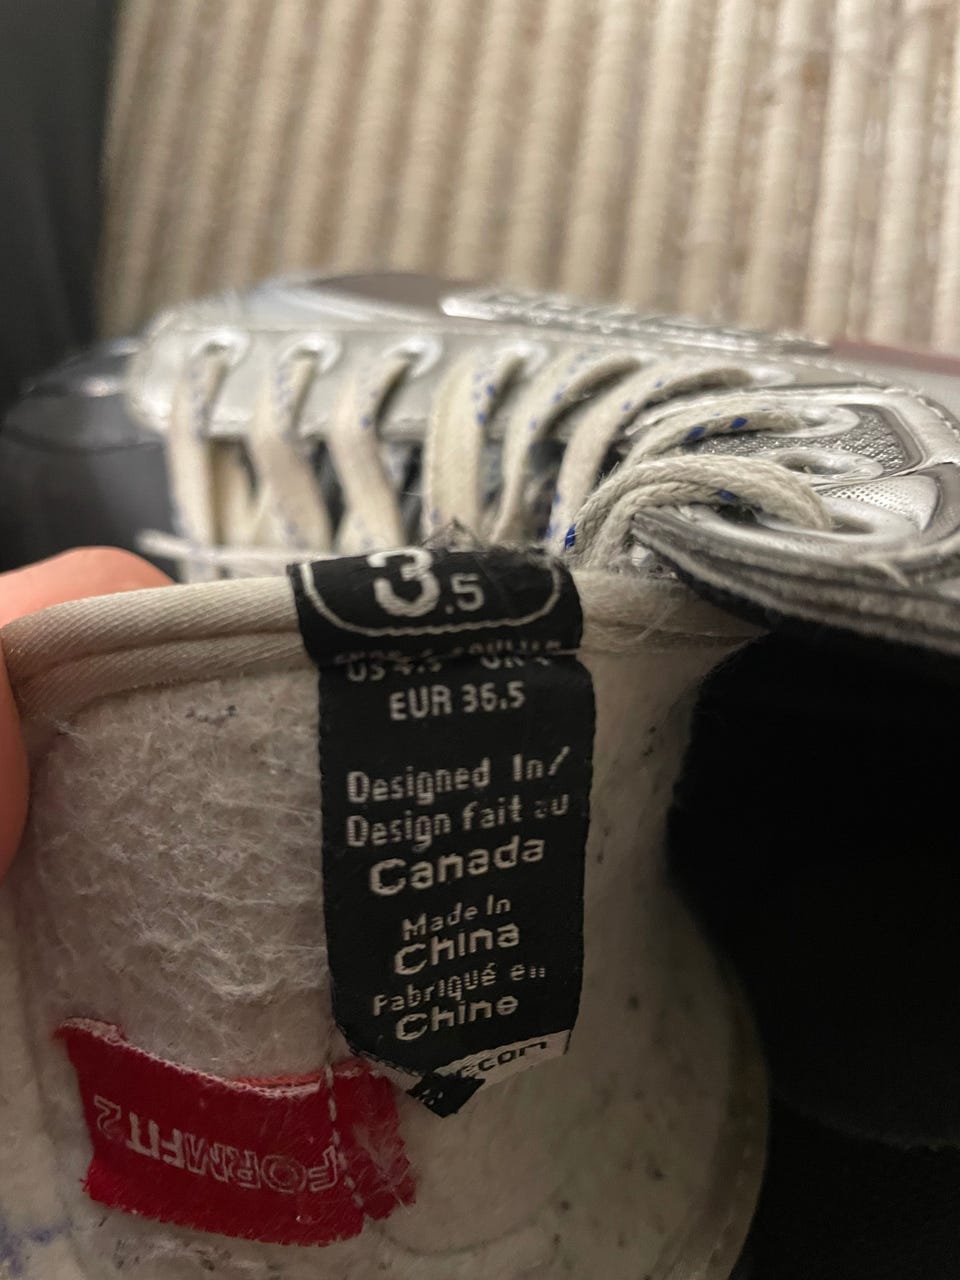 3.5
EUR 36.5
Designed In/
Design fait au
Canada
Made In
China
Fabriqué en
Chine
FORMFIT2